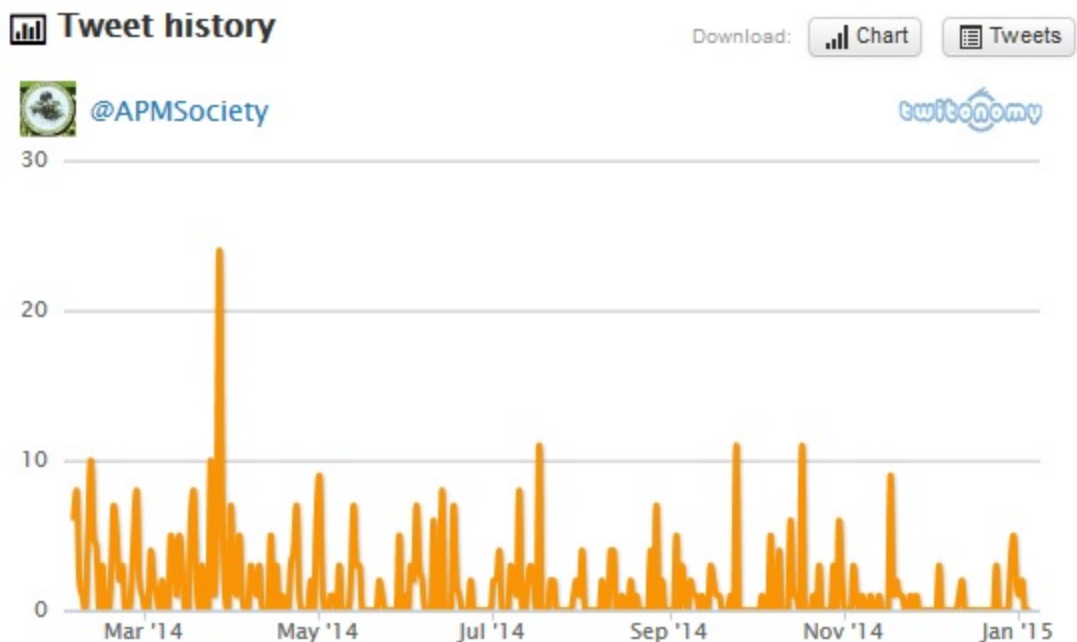 Tweet history
Download: Chart Tweets
@APMSociety twitonomy
30
20
10
0
Mar '14 May '14 Jul '14 Sep '14 Nov '14 Jan '15